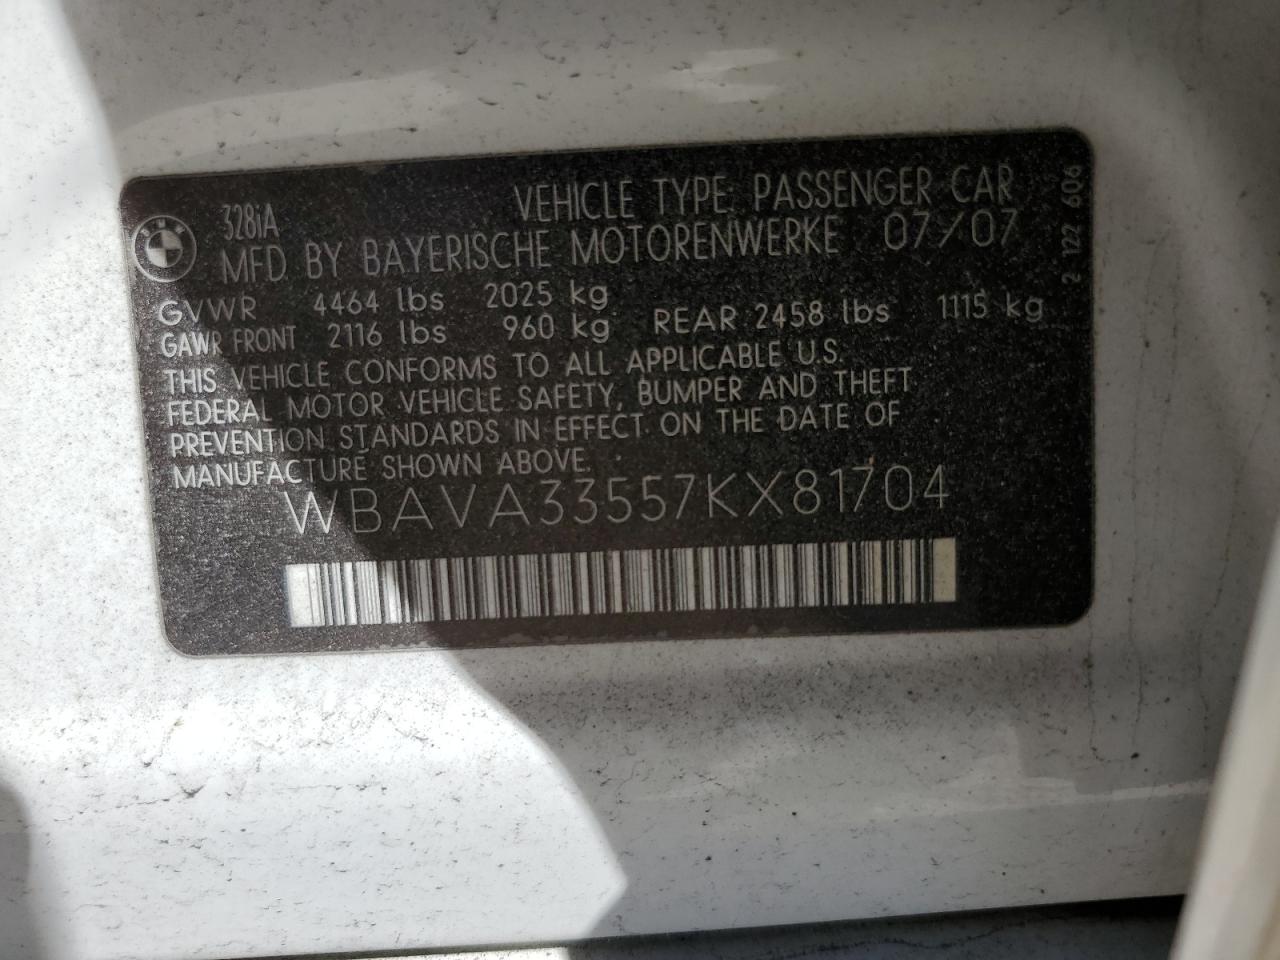 VEHICLE TYPE: PASSENGER CAR
328iA
MFD BY BAYERISCHE MOTORENWERKE 07/07
GVWR 4464 lbs 2025 kg
GAWR FRONT 2116 lbs 960 kg REAR 2458 lbs 1115 kg
THIS VEHICLE CONFORMS TO ALL APPLICABLE U.S.
FEDERAL MOTOR VEHICLE SAFETY, BUMPER AND THEFT
PREVENTION STANDARDS IN EFFECT ON THE DATE OF
MANUFACTURE SHOWN ABOVE.
WBAVA33557KX81704
2 122 606
BMW